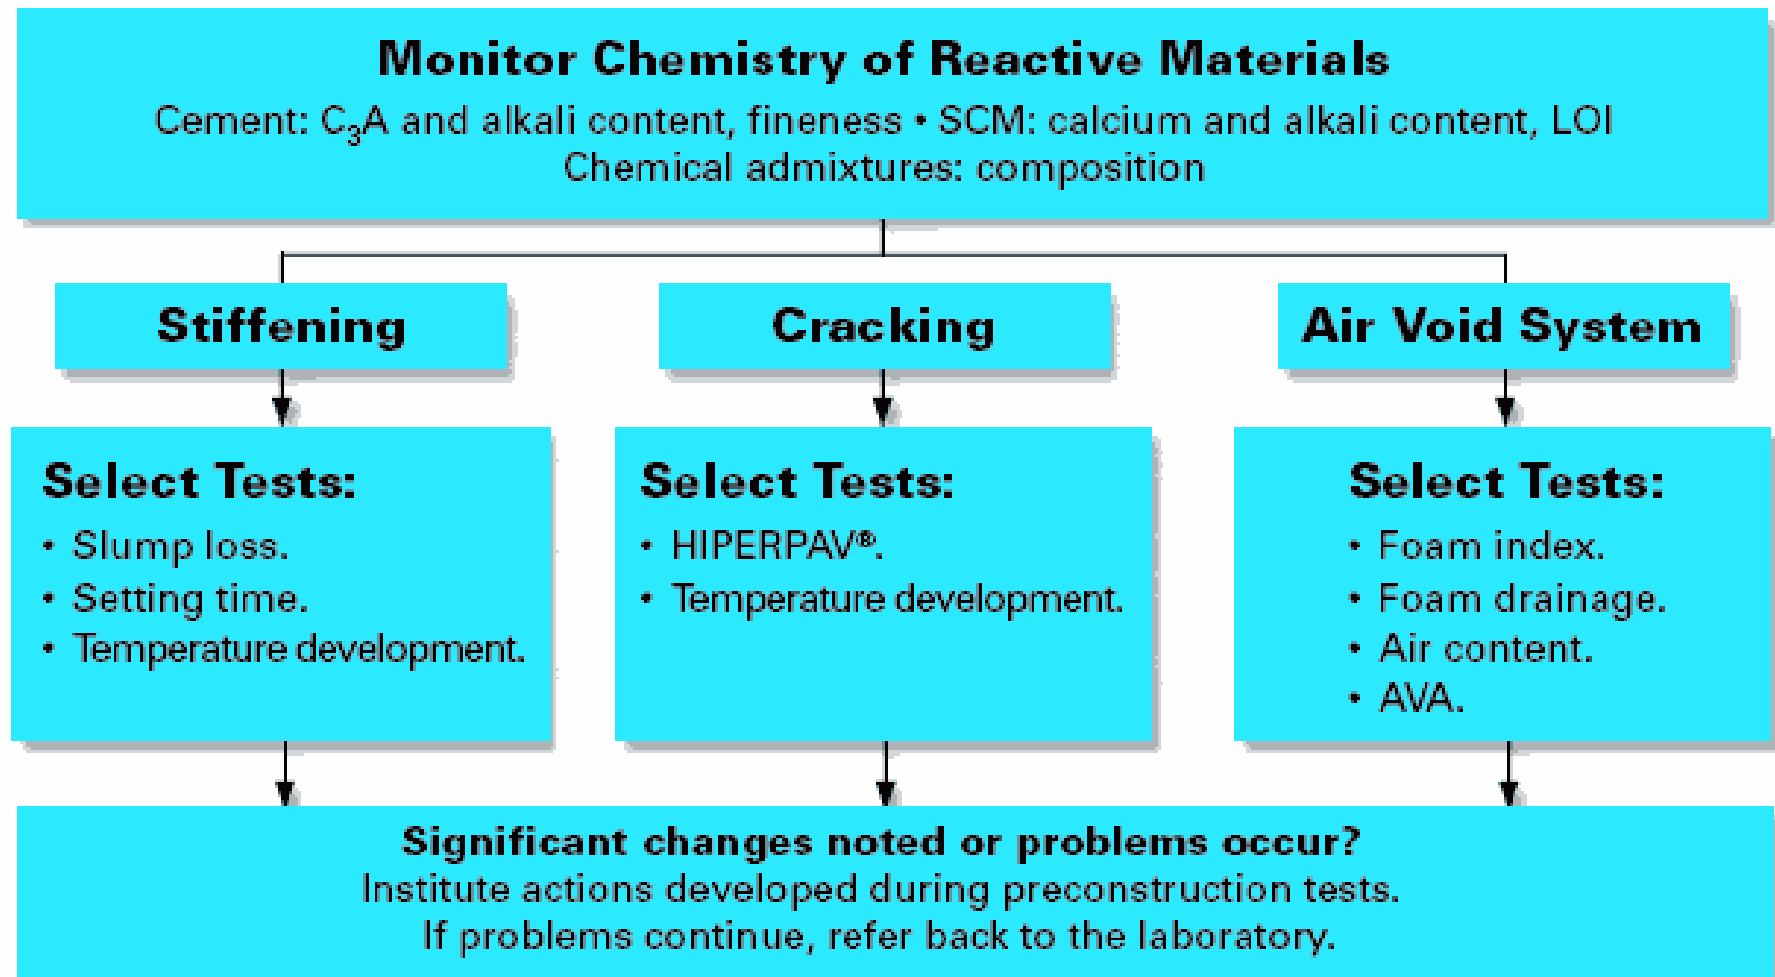 Monitor Chemistry of Reactive Materials
Cement: C₃A and alkali content, fineness • SCM: calcium and alkali content, LOI
Chemical admixtures: composition
Stiffening
Cracking
Air Void System
Select Tests:
• Slump loss.
• Setting time.
• Temperature development.
Select Tests:
• HIPERPAV®.
• Temperature development.
Select Tests:
• Foam index.
• Foam drainage.
• Air content.
• AVA.
Significant changes noted or problems occur?
Institute actions developed during preconstruction tests.
If problems continue, refer back to the laboratory.